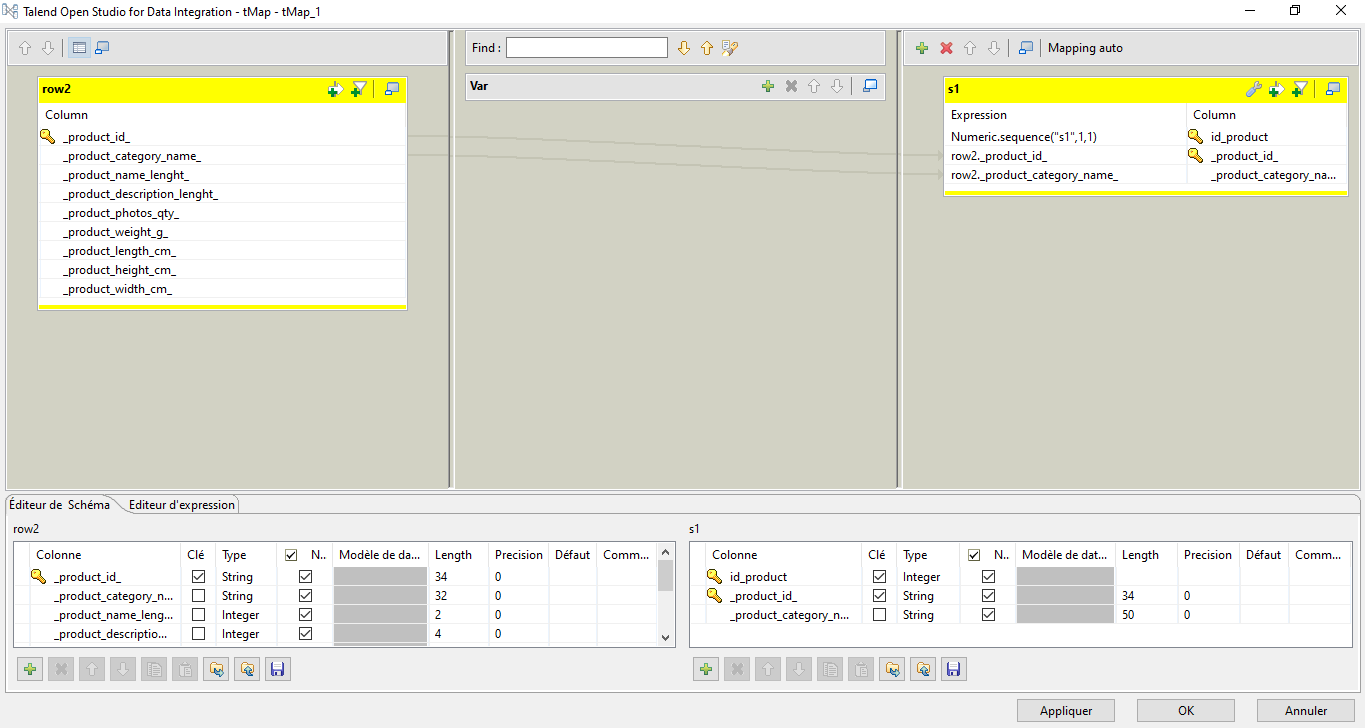 Talend Open Studio for Data Integration - tMap - tMap_1
Find :
Mapping auto
row2
Column
_product_id_
_product_category_name_
_product_name_lenght_
_product_description_lenght_
_product_photos_qty_
_product_weight_g_
_product_length_cm_
_product_height_cm_
_product_width_cm_
Var
s1
Expression Column
Numeric.sequence("s1",1,1) id_product
row2._product_id_ _product_id_
row2._product_category_name_ _product_category_na...
Éditeur de Schéma Editeur d'expression
row2
Colonne Clé Type N.. Modèle de da... Length Precision Défaut Comm...
_product_id_ String 34 0
_product_category_n... String 32 0
_product_name_leng... Integer 2 0
_product_descriptio... Integer 4 0
s1
Colonne Clé Type N.. Modèle de dat... Length Precision Défaut Comm...
id_product Integer
_product_id_ String 34 0
_product_category_n... String 50 0
Appliquer OK Annuler